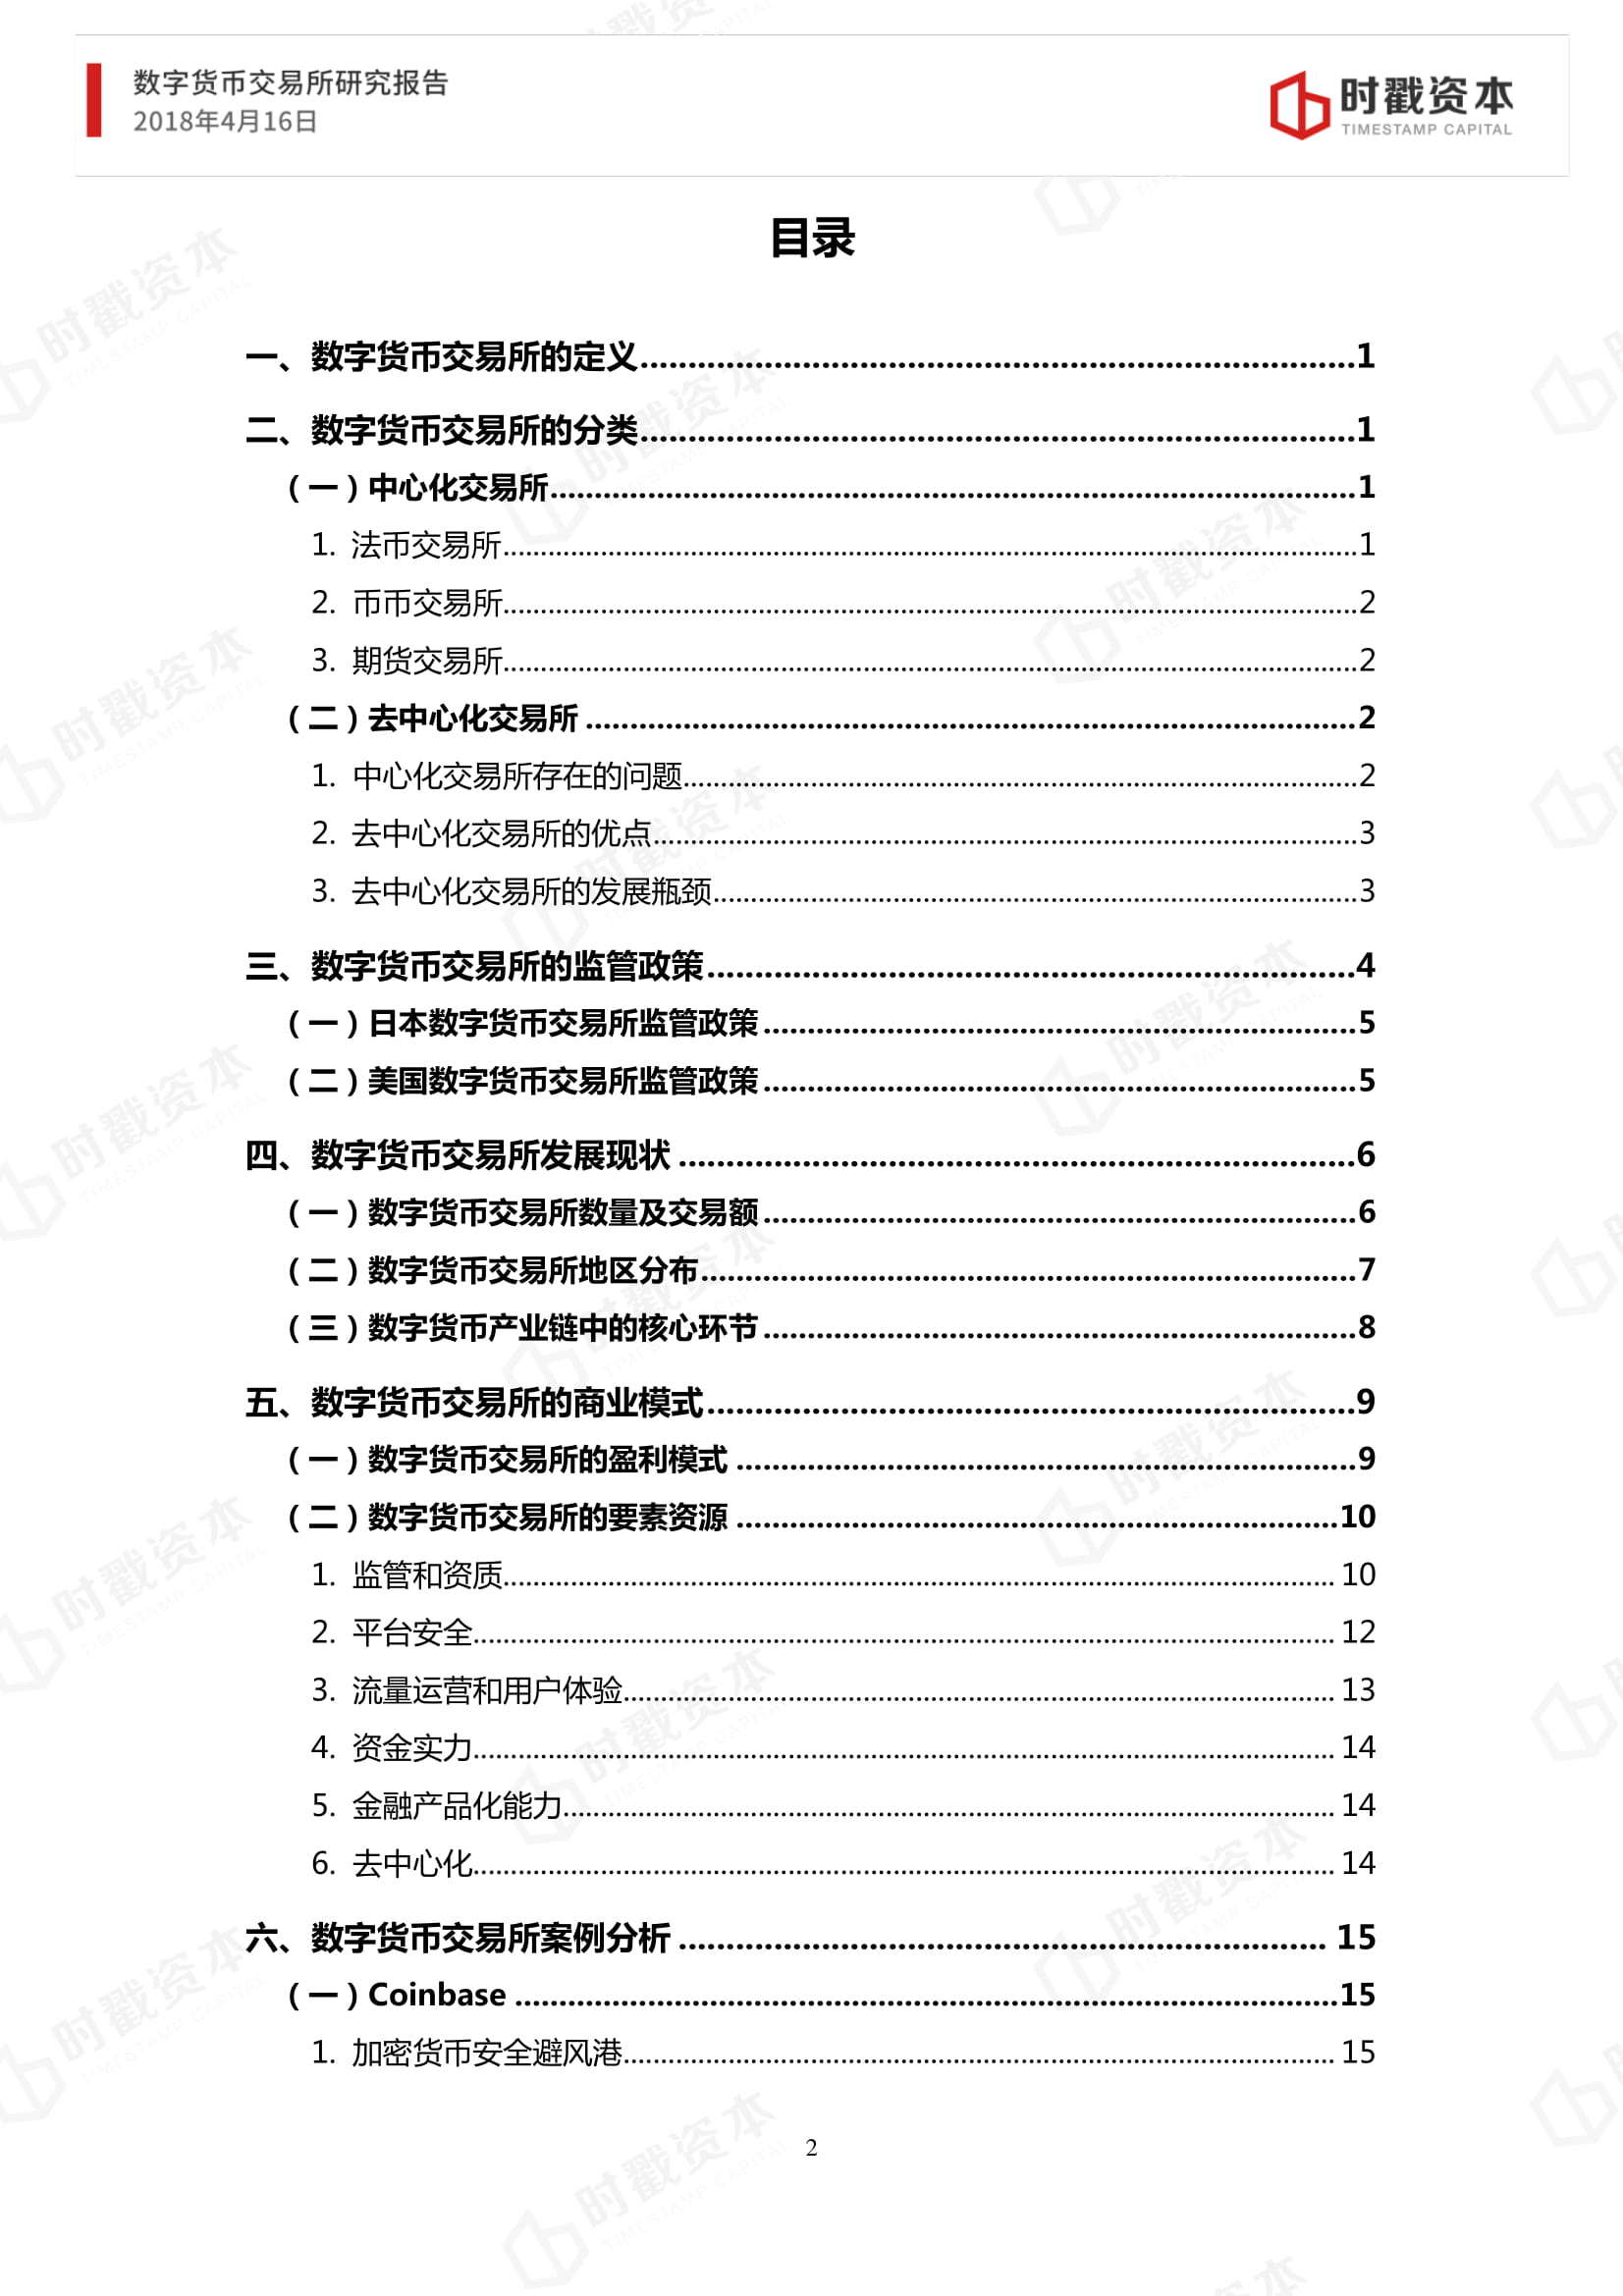 数字货币交易所研究报告
2018年4月16日
时戳资本
TIMESTAMP CAPITAL
目录
一、数字货币交易所的定义........1
二、数字货币交易所的分类........1
（一）中心化交易所........1
1. 法币交易所........1
2. 币币交易所........2
3. 期货交易所........2
（二）去中心化交易所........2
1. 中心化交易所存在的问题........2
2. 去中心化交易所的优点........3
3. 去中心化交易所的发展瓶颈........3
三、数字货币交易所的监管政策........4
（一）日本数字货币交易所监管政策........5
（二）美国数字货币交易所监管政策........5
四、数字货币交易所发展现状........6
（一）数字货币交易所数量及交易额........6
（二）数字货币交易所地区分布........7
（三）数字货币产业链中的核心环节........8
五、数字货币交易所的商业模式........9
（一）数字货币交易所的盈利模式........9
（二）数字货币交易所的要素资源........10
1. 监管和资质........10
2. 平台安全........12
3. 流量运营和用户体验........13
4. 资金实力........14
5. 金融产品化能力........14
6. 去中心化........14
六、数字货币交易所案例分析........15
（一）Coinbase........15
1. 加密货币安全避风港........15
2